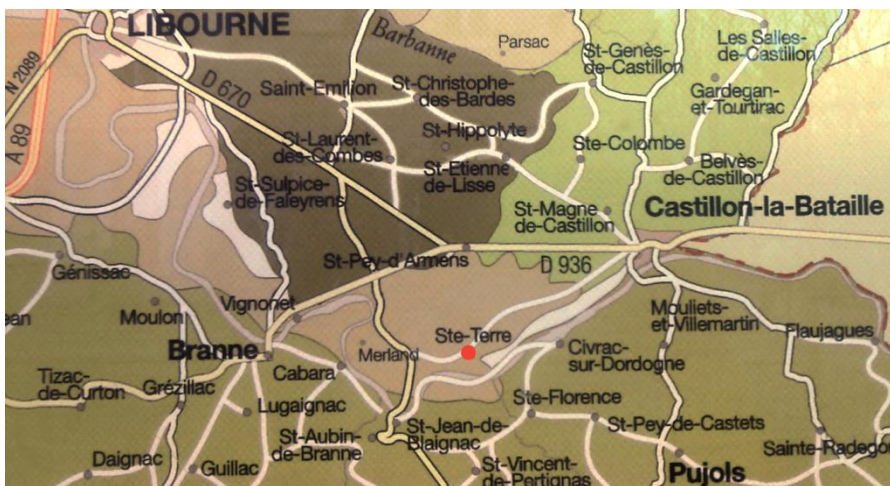 LIBOURNE
Barbanne
Parsac
St-Genès-
de-Castillon
Les Salles-
de-Castillon
N 2089
D 670
Saint-Emilion
St-Christophe
des-Bardes
Gardegan-
et-Tourtirac
A 89
St-Laurent-
des-Combes
St-Hippolyte
Ste-Colombe
St-Etienne
de-Lisse
Belvès-
de-Castillon
St-Sulpice-
de-Faleyrens
St-Magne
de-Castillon
Castillon-la-Bataille
St-Pey-d'Armens
D 936
Génissac
Moulon
Vignonet
Mouliets-
et-Villemartin
Flaujagues
ean
Branne
Ste-Terre
Merland
Civrac-
sur-Dordogne
Tizac-
de-Curton
Grézillac
Cabara
Lugaignac
Ste-Florence
St-Aubin-
de-Branne
St-Jean-de-
Blaignac
St-Pey-de-Castets
Sainte-Radegon
Daignac
Guillac
St-Vincent-
de-Pertignas
Pujols